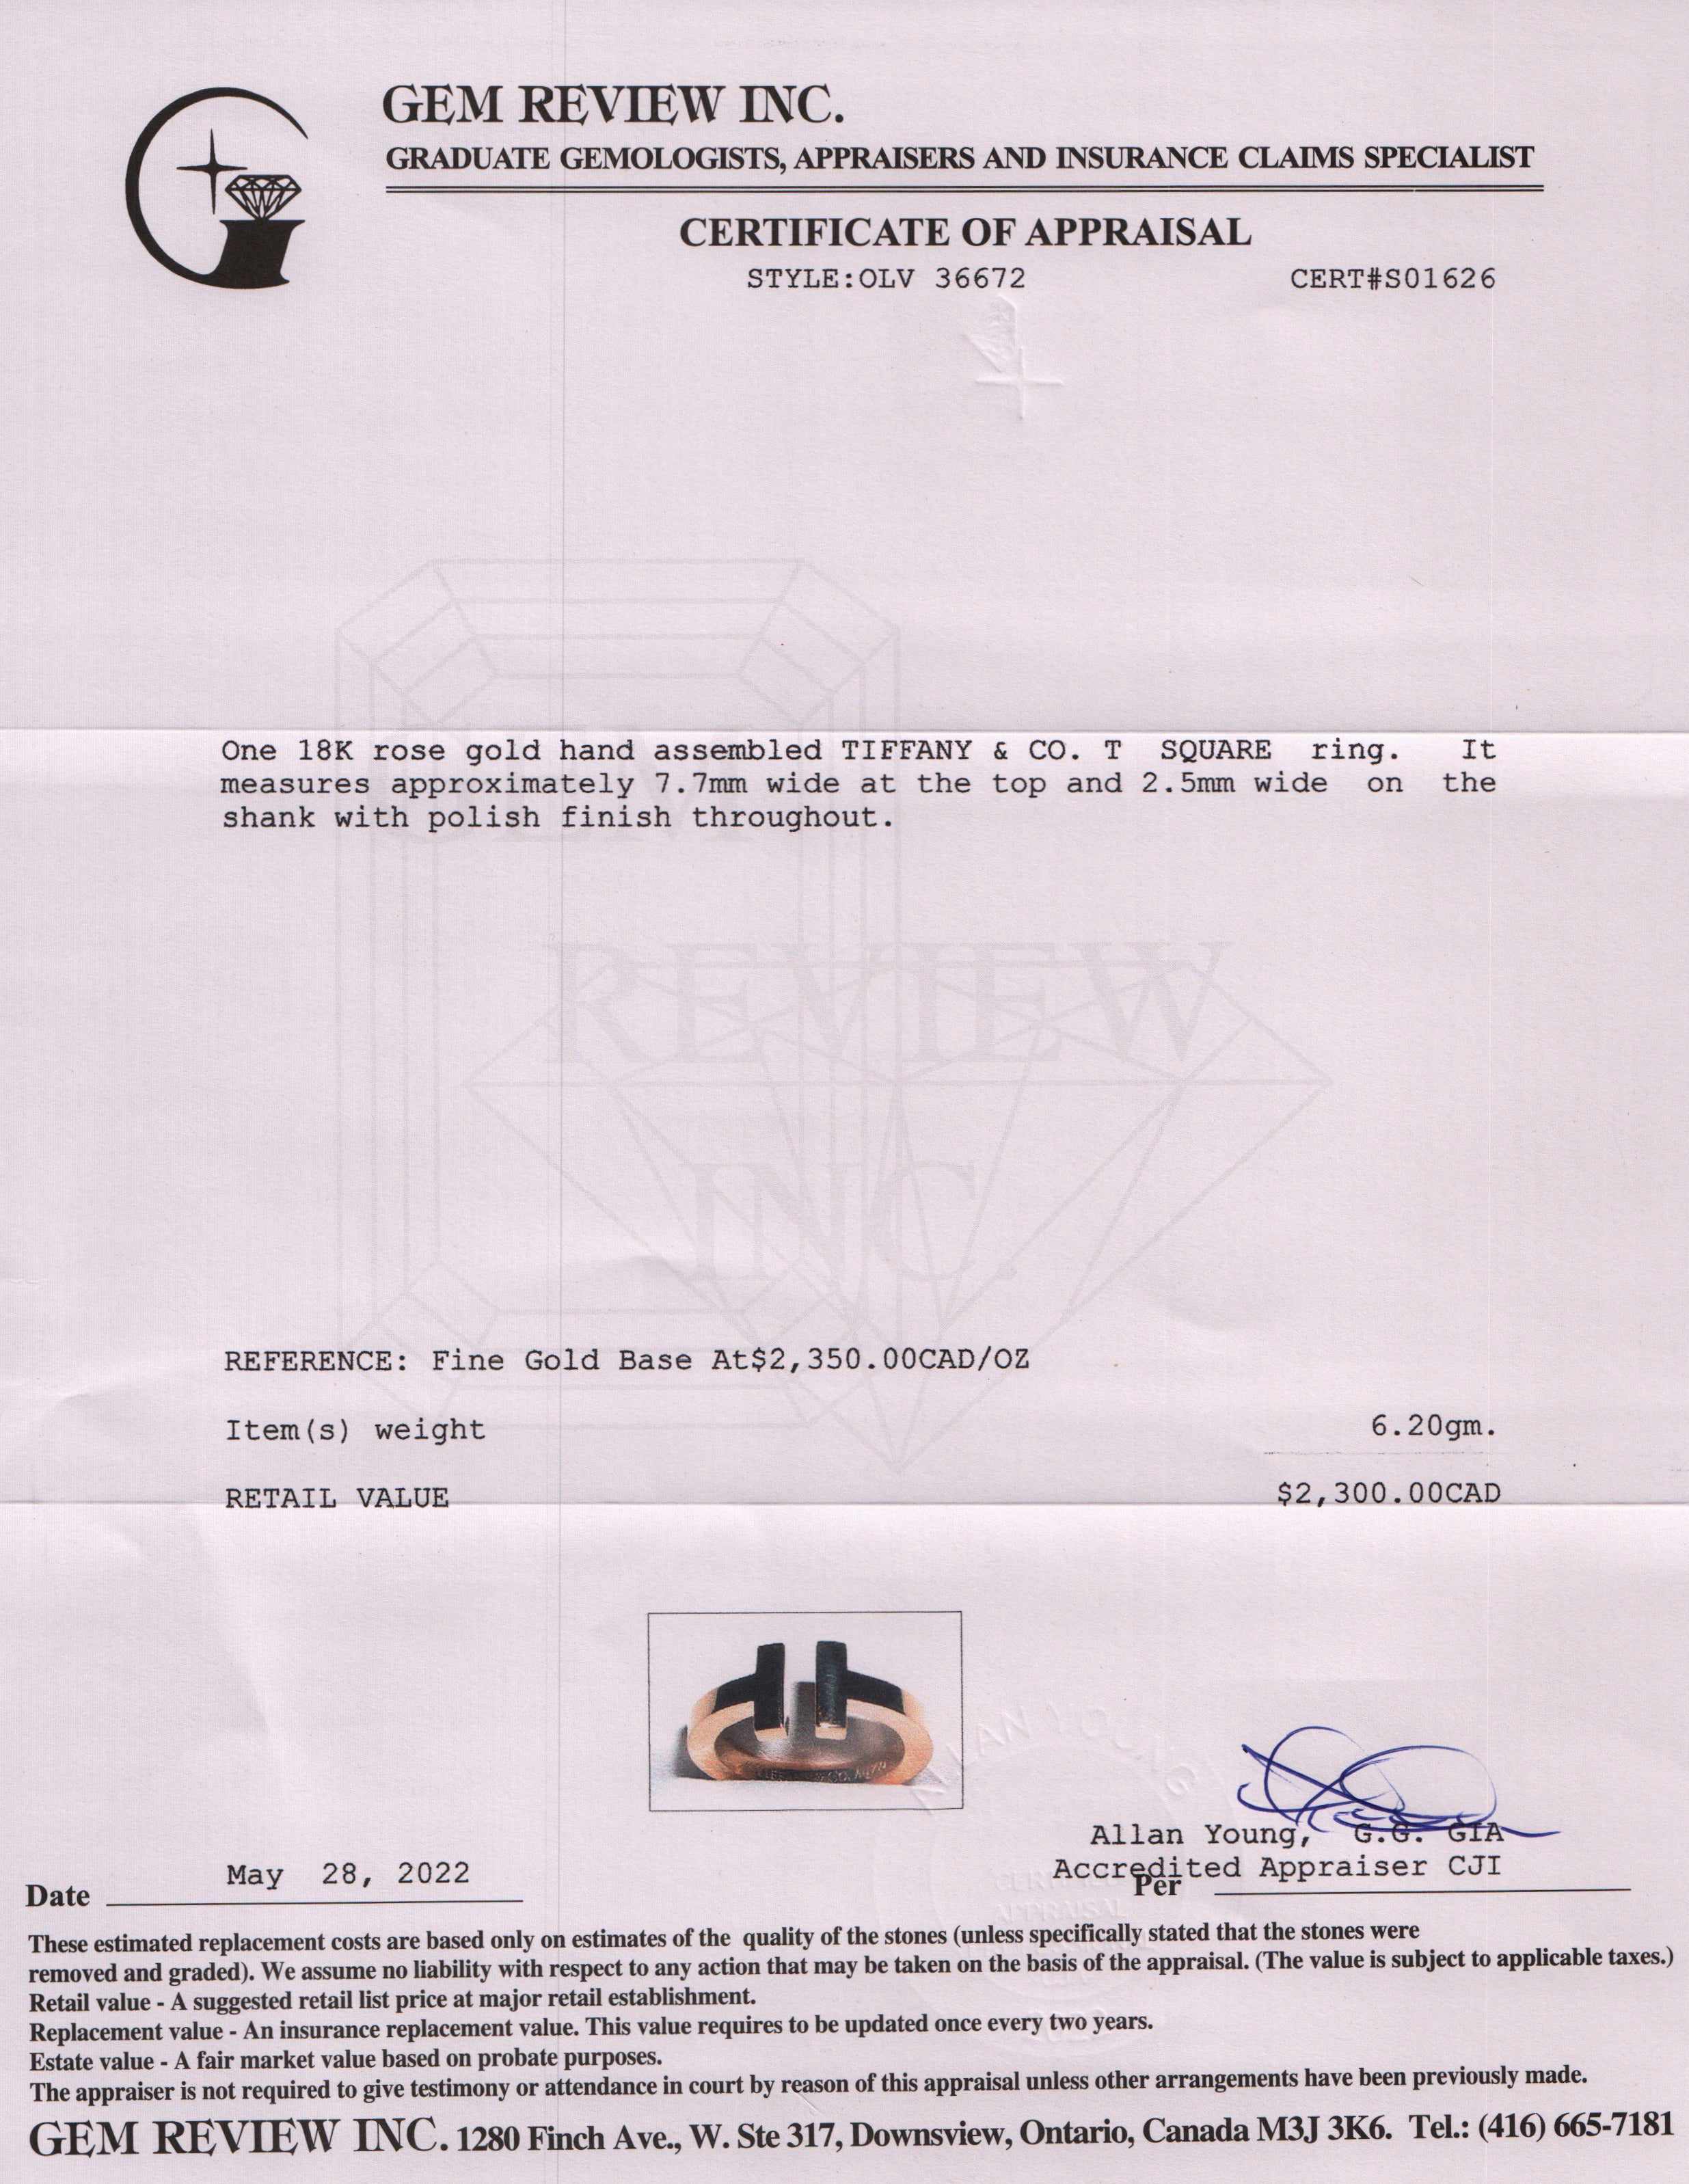 GEM REVIEW INC.
GRADUATE GEMOLOGISTS, APPRAISERS AND INSURANCE CLAIMS SPECIALIST
CERTIFICATE OF APPRAISAL
STYLE:OLV 36672 CERT#S01626
One 18K rose gold hand assembled TIFFANY & CO. T SQUARE ring. It
measures approximately 7.7mm wide at the top and 2.5mm wide on the
shank with polish finish throughout.
REVIEW
INC.
REFERENCE: Fine Gold Base At$2,350.00CAD/OZ
Item(s) weight 6.20gm.
RETAIL VALUE $2,300.00CAD
ALLAN YOUNG
Allan Young, G.G. GIA
Accredited Appraiser CJI
Date May 28, 2022 Per
These estimated replacement costs are based only on estimates of the quality of the stones (unless specifically stated that the stones were
removed and graded). We assume no liability with respect to any action that may be taken on the basis of the appraisal. (The value is subject to applicable taxes.)
Retail value - A suggested retail list price at major retail establishment.
Replacement value - An insurance replacement value. This value requires to be updated once every two years.
Estate value - A fair market value based on probate purposes.
The appraiser is not required to give testimony or attendance in court by reason of this appraisal unless other arrangements have been previously made.
GEM REVIEW INC. 1280 Finch Ave., W. Ste 317, Downsview, Ontario, Canada M3J 3K6. Tel.: (416) 665-7181